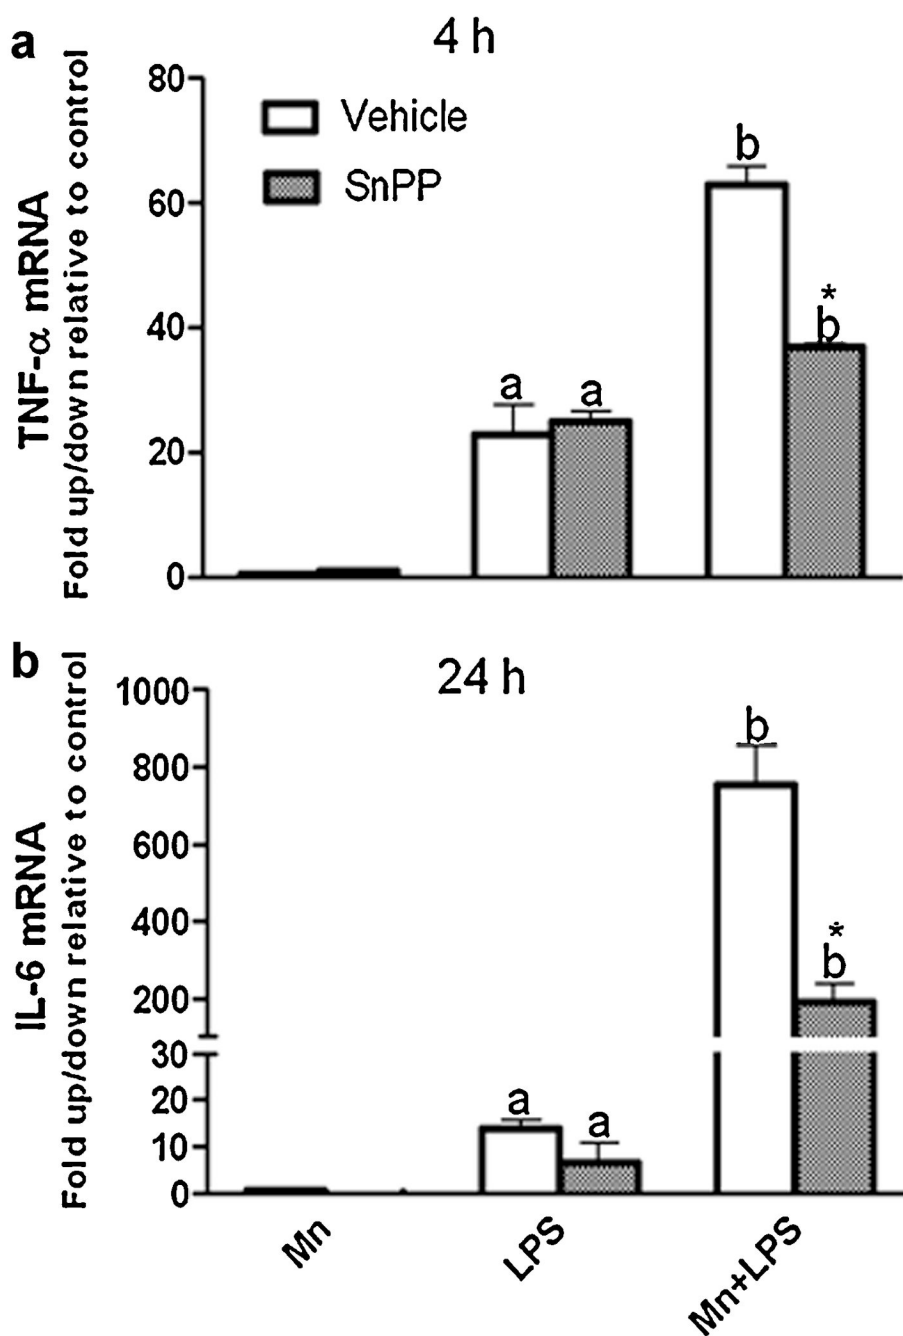 a
4 h
TNF-α mRNA
Fold up/down relative to control
80
60
40
20
0
Vehicle
SnPP
a
a
b
*
b
b
24 h
IL-6 mRNA
Fold up/down relative to control
1000
800
600
400
200
30
20
10
0
a
a
b
*
b
Mn
LPS
Mn+LPS